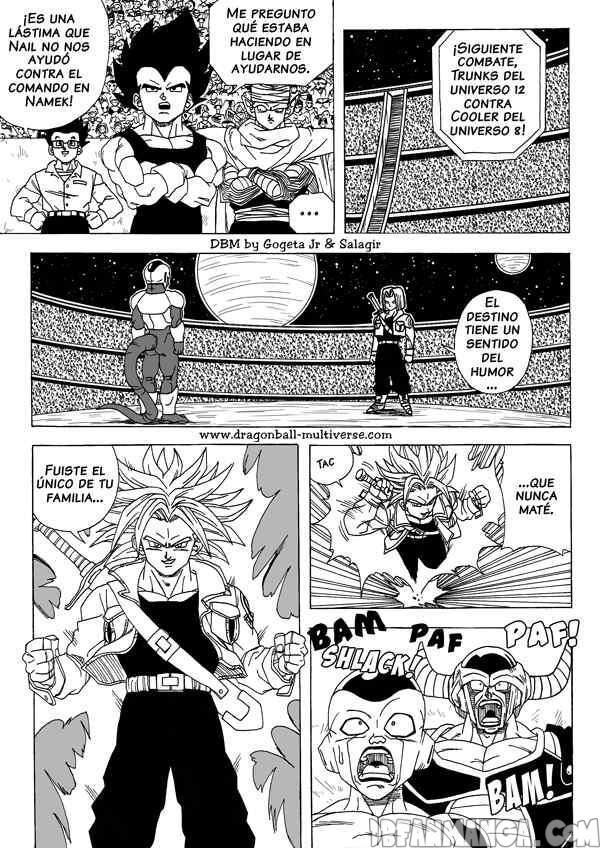 ¡ES UNA
LÁSTIMA QUE
NAIL NO NOS
AYUDÓ
CONTRA EL
COMANDO EN
NAMEK!
ME PREGUNTO
QUÉ ESTABA
HACIENDO EN
LUGAR DE
AYUDARNOS.
...
¡SIGUIENTE
COMBATE,
TRUNKS DEL
UNIVERSO 12
CONTRA
COOLER DEL
UNIVERSO 8!
DBM by Gogeta Jr & Salagir
EL
DESTINO
TIENE UN
SENTIDO
DEL
HUMOR
...
www.dragonball-multiverse.com
FUISTE EL
ÚNICO DE TU
FAMILIA...
TAC
...QUE
NUNCA
MATÉ.
BAM
PAF
PAF!
SHLACK!
BAM!
DBFANMANGA.COM